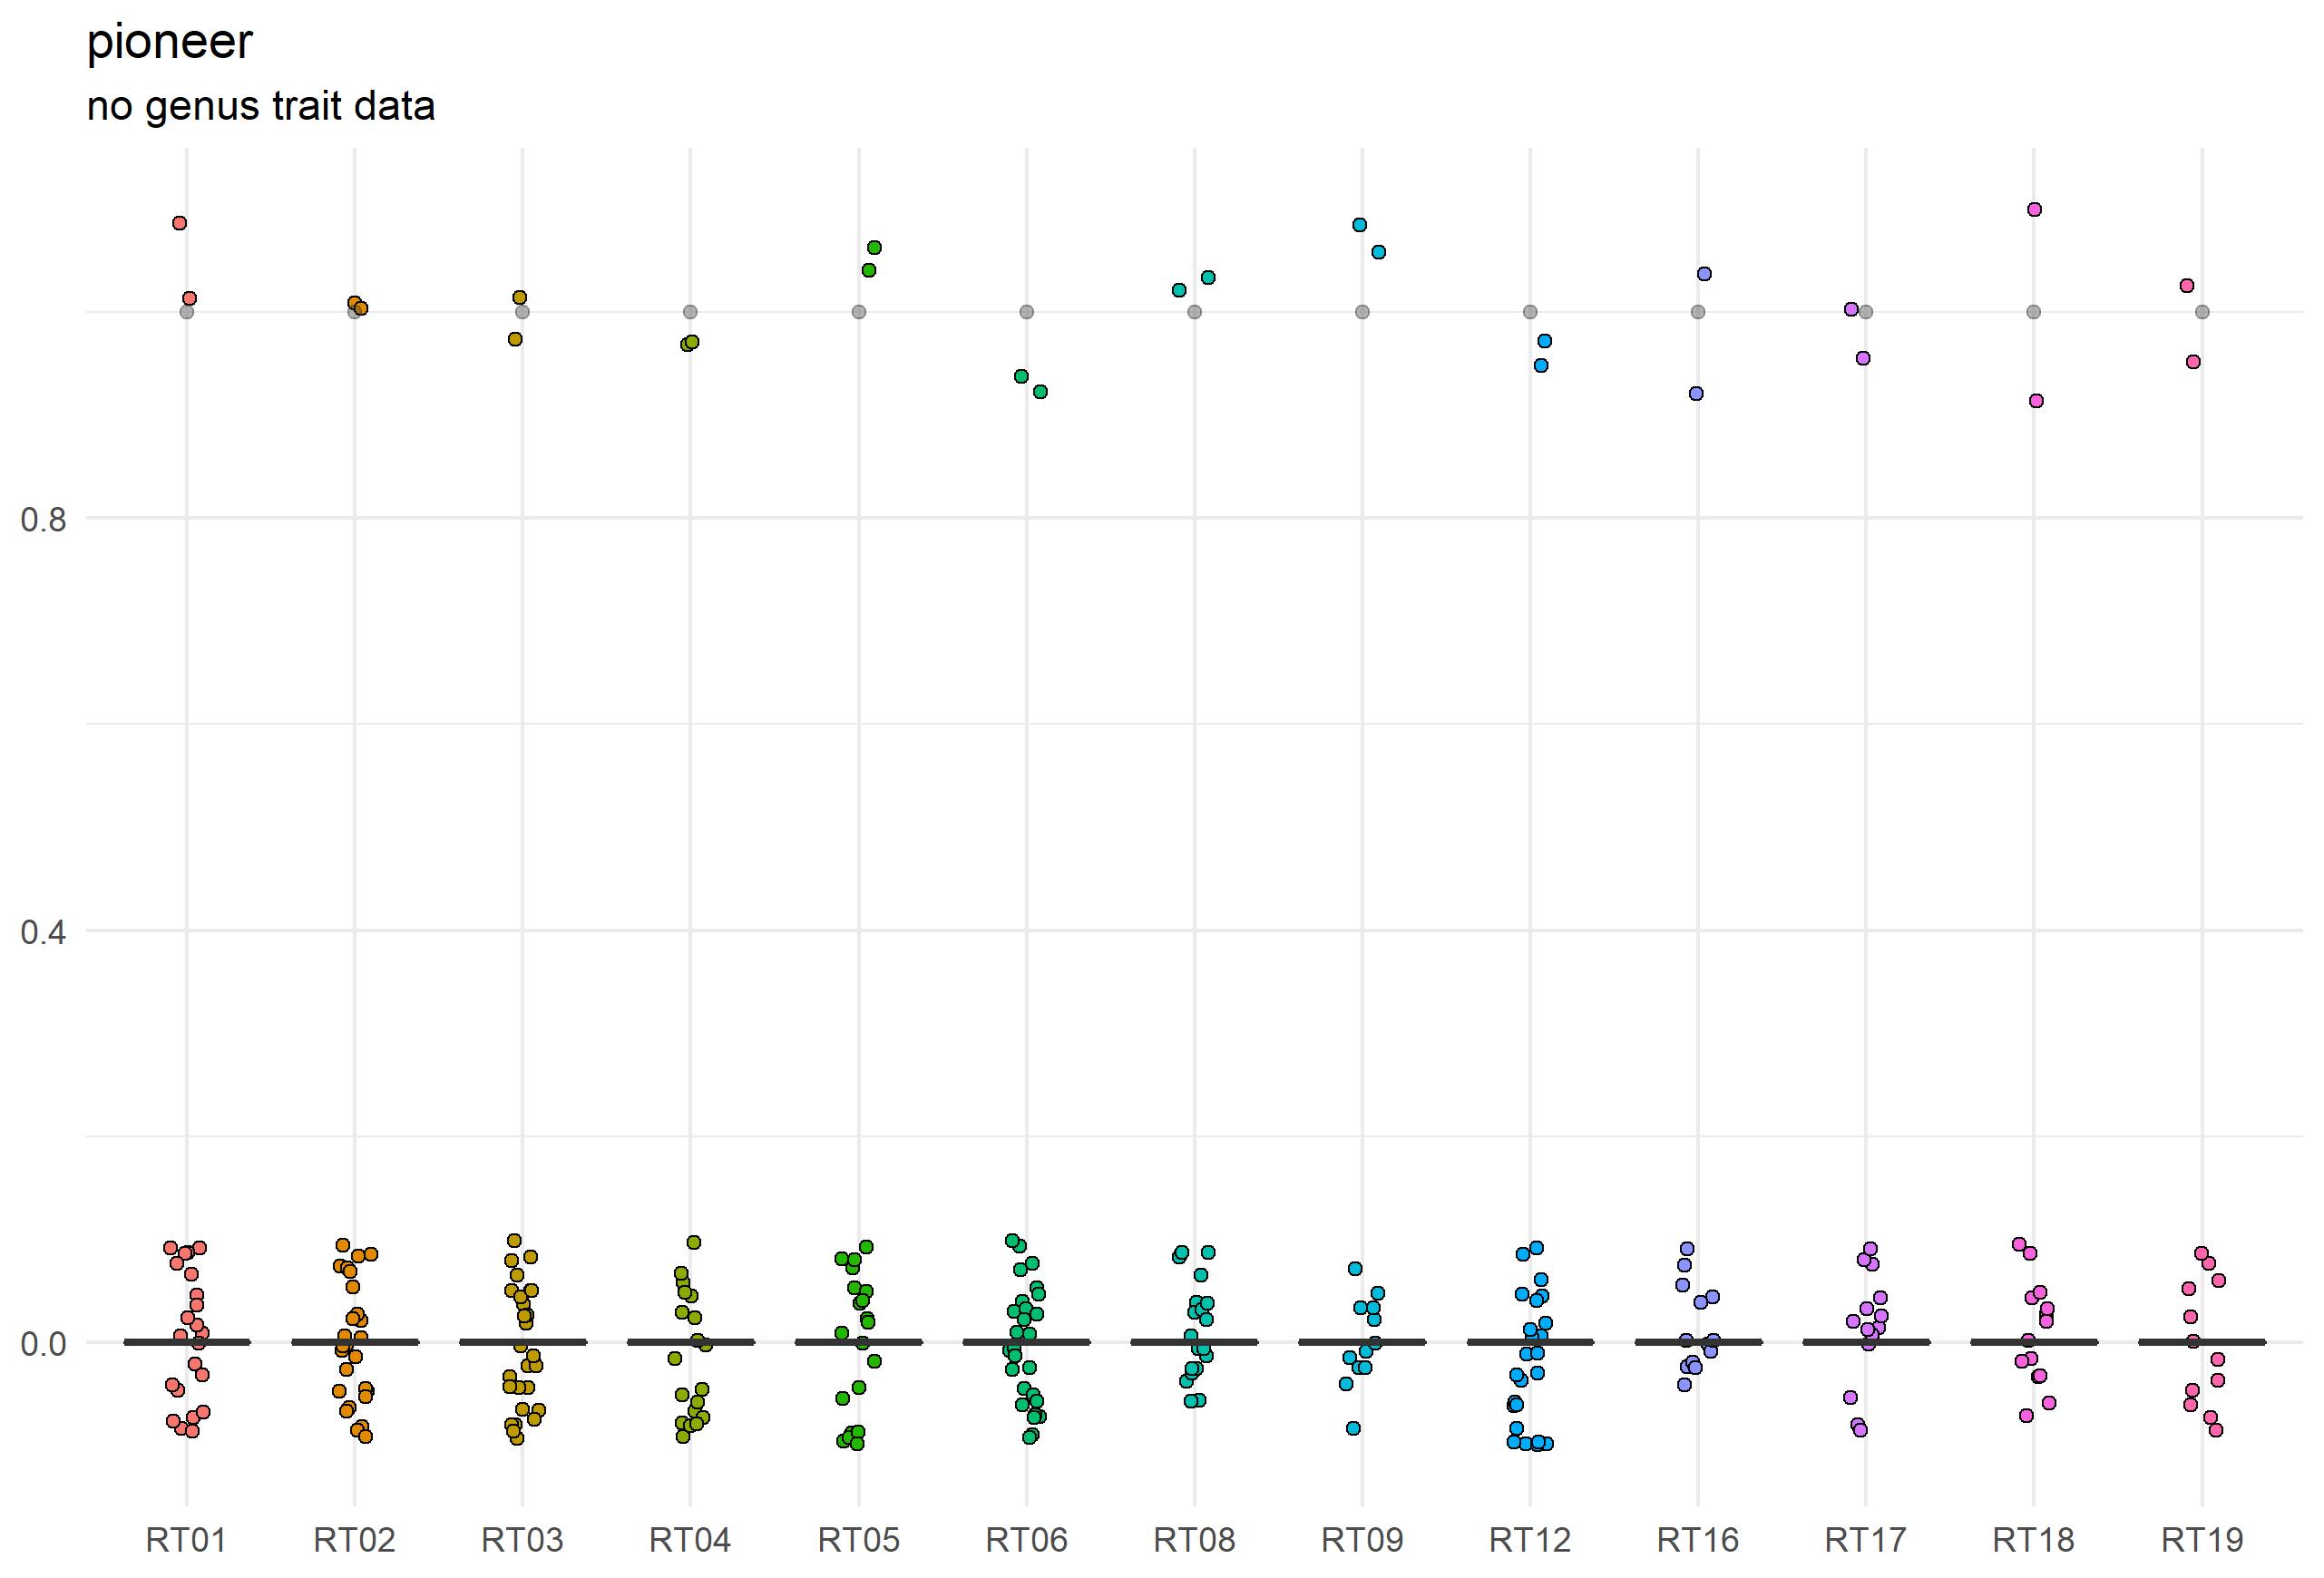 pioneer
no genus trait data
0.8
0.4
0.0
RT01 RT02 RT03 RT04 RT05 RT06 RT08 RT09 RT12 RT16 RT17 RT18 RT19